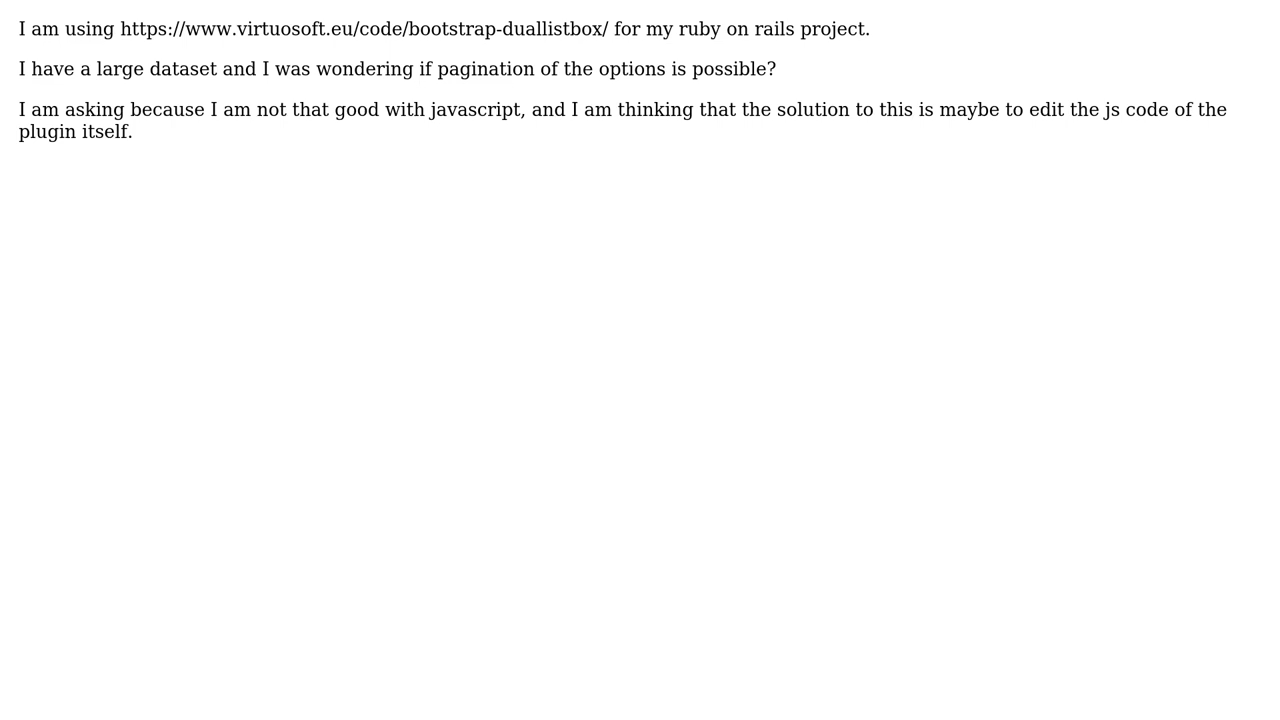 I am using https://www.virtuosoft.eu/code/bootstrap-duallistbox/ for my ruby on rails project.
I have a large dataset and I was wondering if pagination of the options is possible?
I am asking because I am not that good with javascript, and I am thinking that the solution to this is maybe to edit the js code of the
plugin itself.